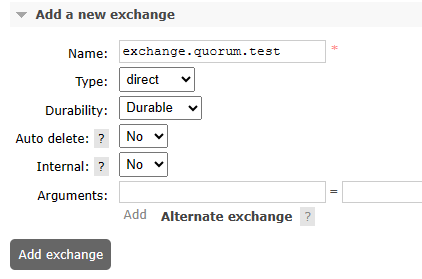 Add a new exchange
Name: exchange.quorum.test *
Type: direct
Durability: Durable
Auto delete: ? No
Internal: ? No
Arguments: =
Add Alternate exchange ?
Add exchange